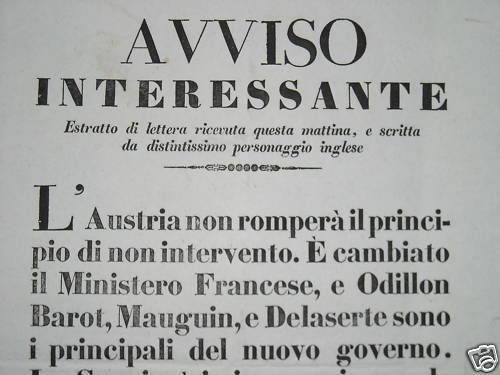 AVVISO
INTERESSANTE
Estratto di lettera ricevuta questa mattina, e scritta
da distintissimo personaggio inglese
L'Austria non romperà il princi-
pio di non intervento. È cambiato
il Ministero Francese, e Odillon
Barot, Mauguin, e Delaserte sono
i principali del nuovo governo.
ebY